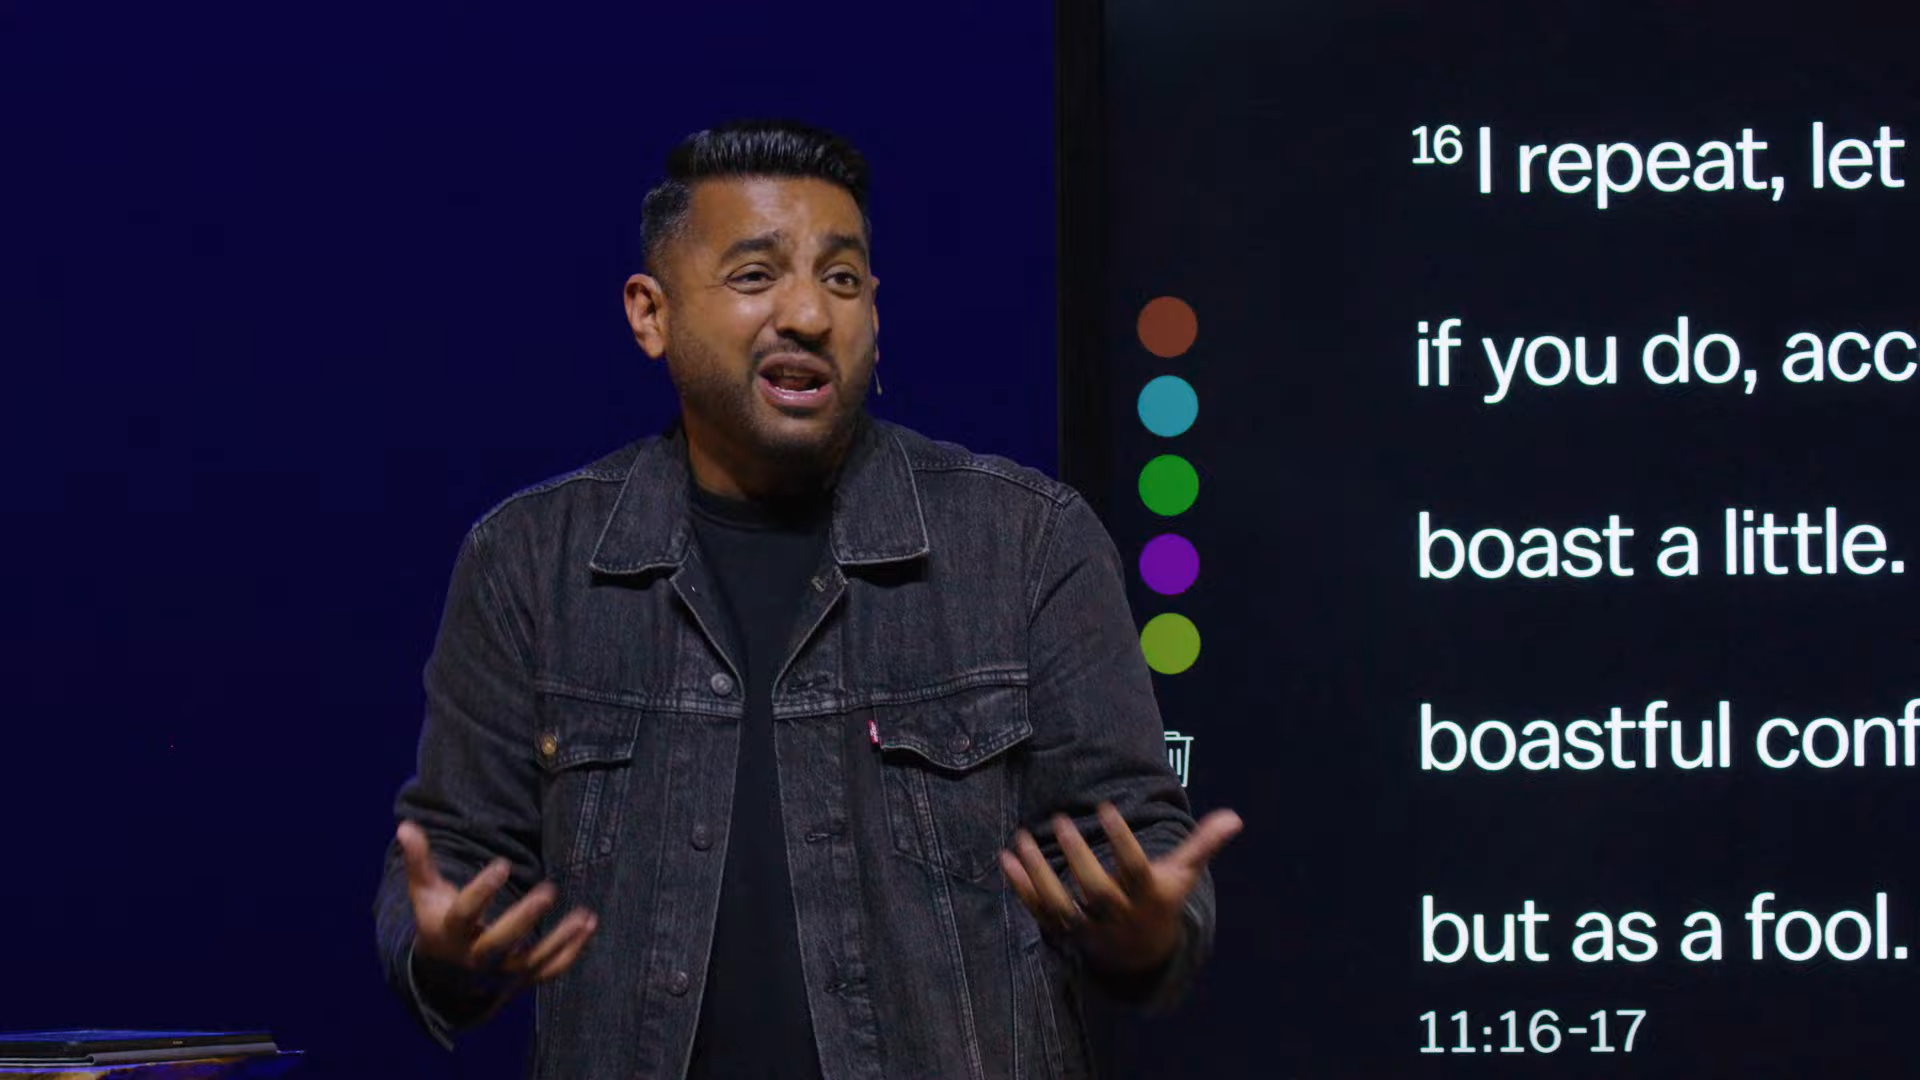 16 I repeat, let
if you do, acc
boast a little.
boastful conf
but as a fool.
11:16-17